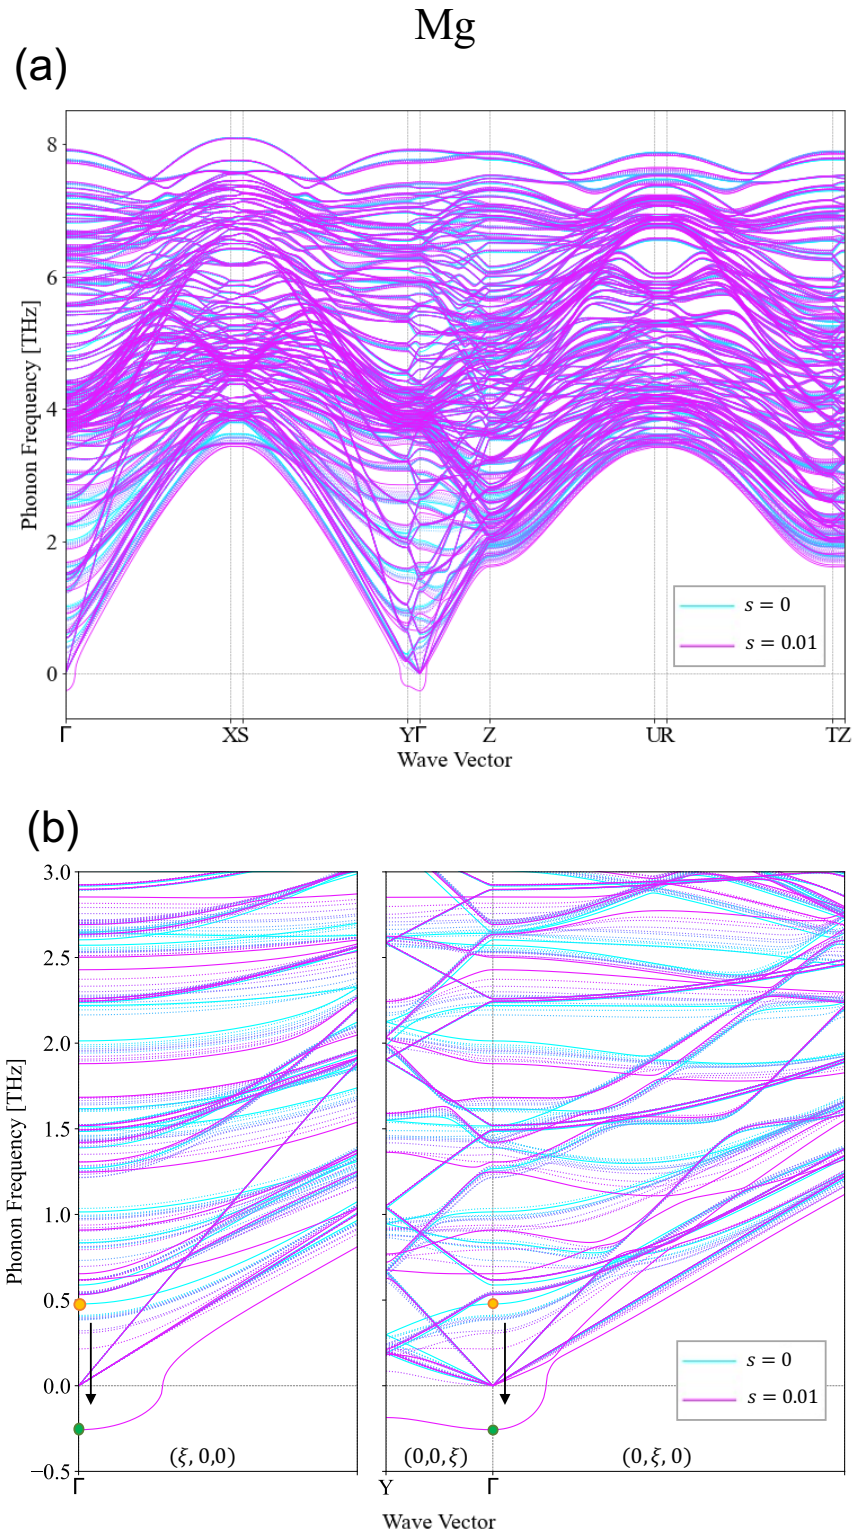 Mg
(a)
Phonon Frequency [THz]
8
6
4
2
0
s = 0
s = 0.01
Γ XS YΓ Z UR TZ
Wave Vector
(b)
Phonon Frequency [THz]
3.0
2.5
2.0
1.5
1.0
0.5
0.0
−0.5
s = 0
s = 0.01
(ξ, 0,0) (0,0,ξ) (0,ξ, 0)
Γ Y Γ
Wave Vector